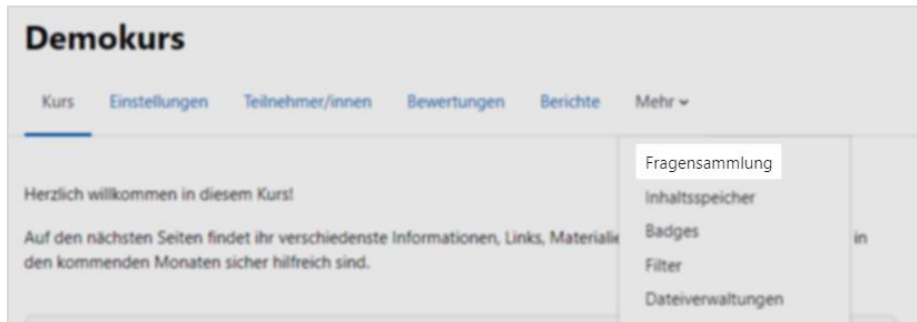 Demokurs
Kurs Einstellungen Teilnehmer/innen Bewertungen Berichte Mehr
Fragensammlung
Herzlich willkommen in diesem Kurs!
Inhaltsspeicher
Auf den nächsten Seiten findet ihr verschiedenste Informationen, Links, Materialie in
Badges
den kommenden Monaten sicher hilfreich sind.
Filter
Dateiverwaltungen